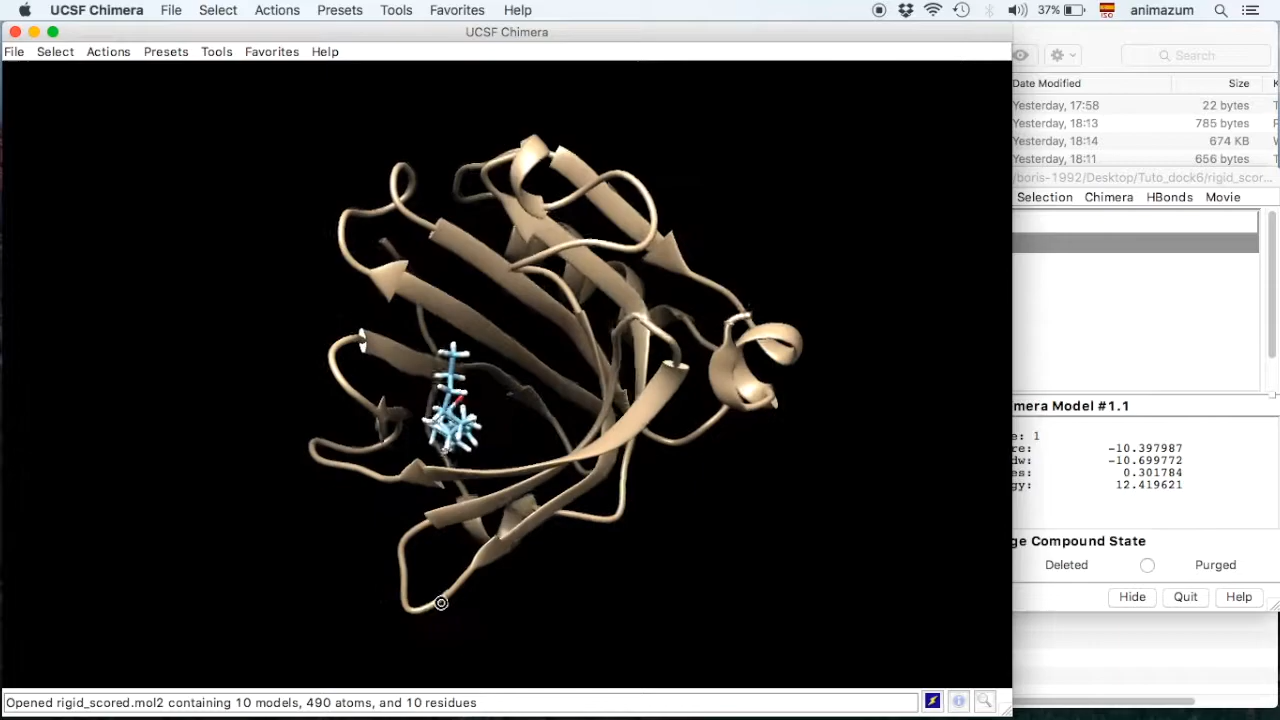 UCSF Chimera File Select Actions Presets Tools Favorites Help 37% ISO animazum
UCSF Chimera
File Select Actions Presets Tools Favorites Help
Search
Date Modified Size
Yesterday, 17:58 22 bytes
Yesterday, 18:13 785 bytes
Yesterday, 18:14 674 KB
Yesterday, 18:11 656 bytes
/boris-1992/Desktop/Tuto_dock6/rigid_scor...
Selection Chimera HBonds Movie
mera Model #1.1
e: 1
re: -10.397987
dw: -10.699772
es: 0.301784
gy: 12.419621
ge Compound State
Deleted Purged
Hide Quit Help
Opened rigid_scored.mol2 containing 10 models, 490 atoms, and 10 residues